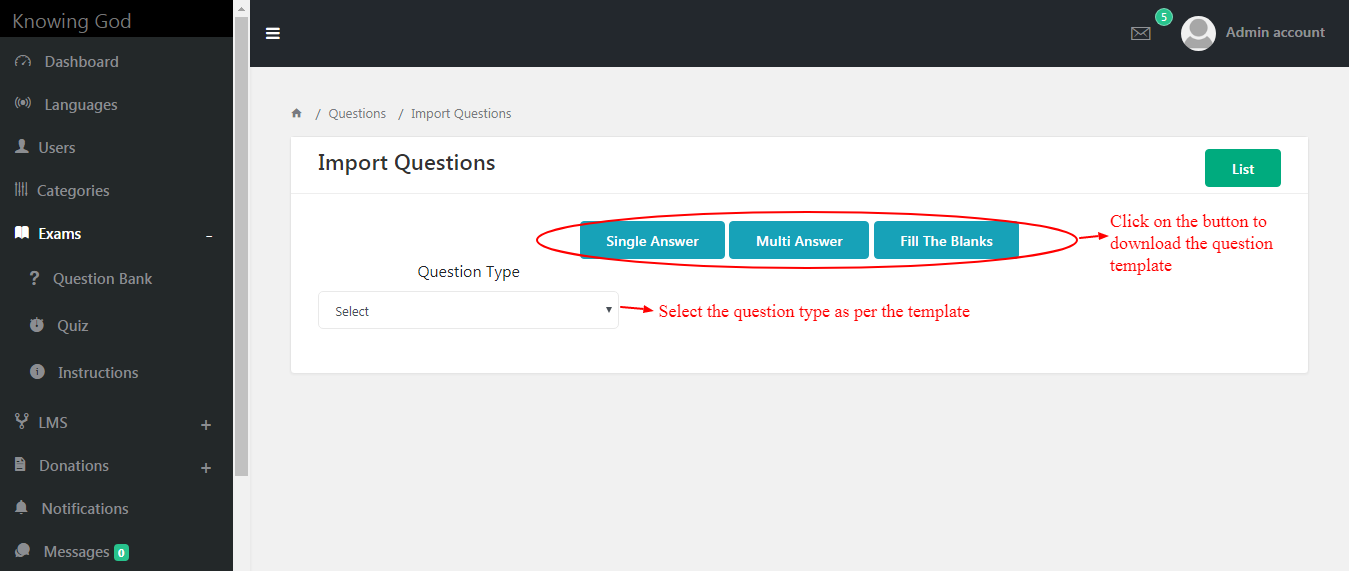 Knowing God
5
Admin account
Dashboard
Languages
Users
Categories
Exams
-
? Question Bank
Quiz
Instructions
LMS +
Donations +
Notifications
Messages 0
/ Questions / Import Questions
Import Questions
List
Single Answer Multi Answer Fill The Blanks
Click on the button to
download the question
template
Question Type
Select
Select the question type as per the template